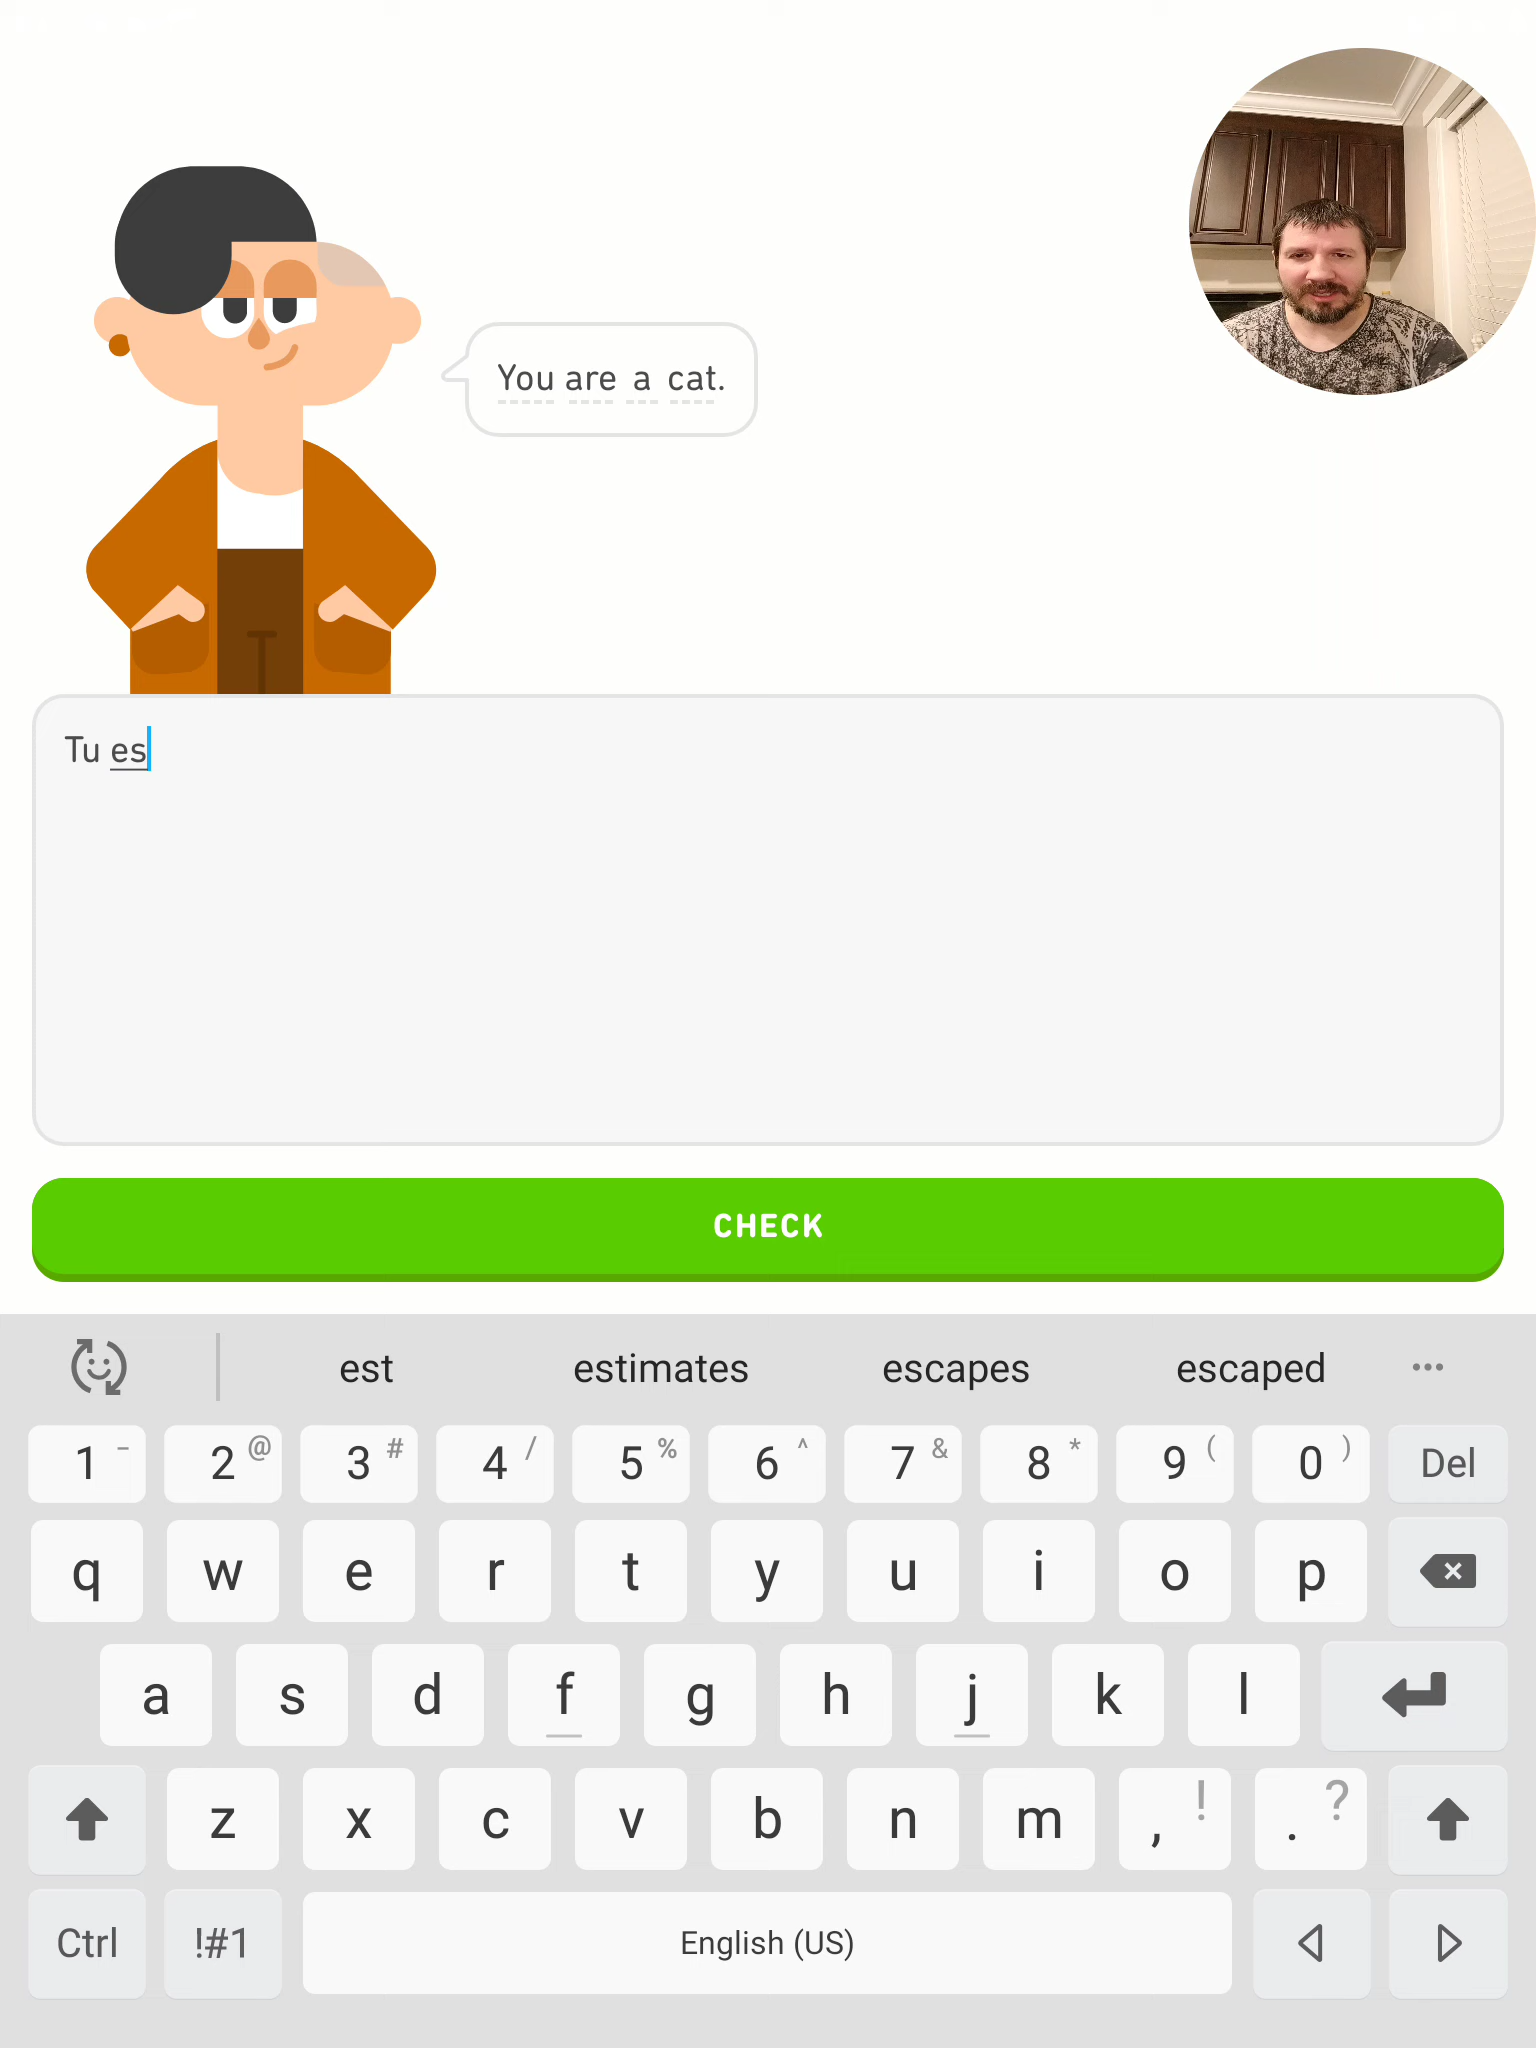 You are a cat.
Tu es
CHECK
est estimates escapes escaped ...
1 - 2 @ 3 # 4 / 5 % 6 ^ 7 & 8 * 9 ( 0 ) Del
q w e r t y u i o p
a s d f g h j k l
z x c v b n m , ! . ?
Ctrl !#1 English (US)